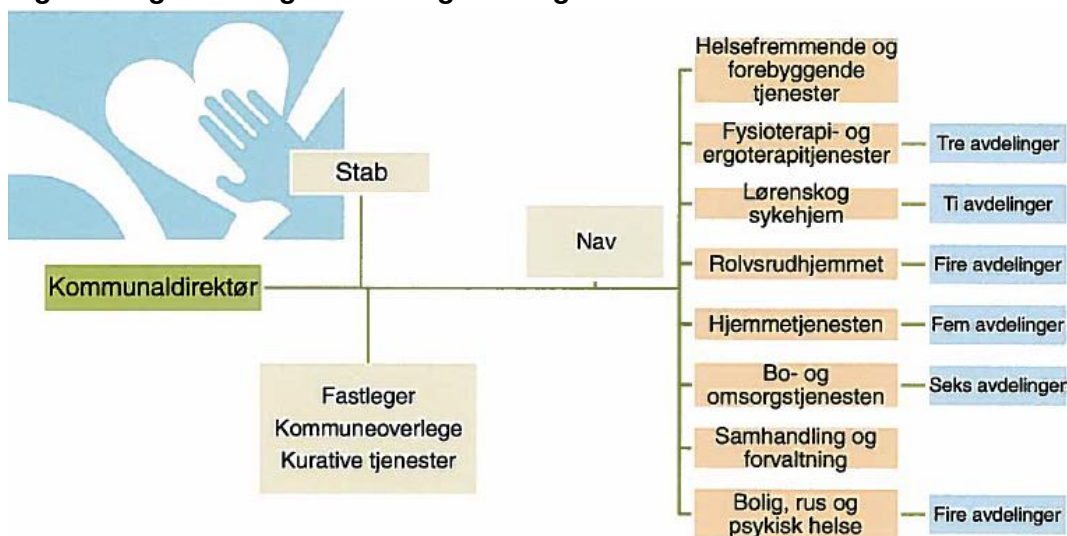 Stab
Nav
Kommunaldirektør
Fastleger
Kommuneoverlege
Kurative tjenester
Helsefremmende og
forebyggende
tjenester
Fysioterapi- og
ergoterapitjenester
Tre avdelinger
Lørenskog
sykehjem
Ti avdelinger
Rolvsrudhjemmet
Fire avdelinger
Hjemmetjenesten
Fem avdelinger
Bo- og
omsorgstjenesten
Seks avdelinger
Samhandling og
forvaltning
Bolig, rus og
psykisk helse
Fire avdelinger